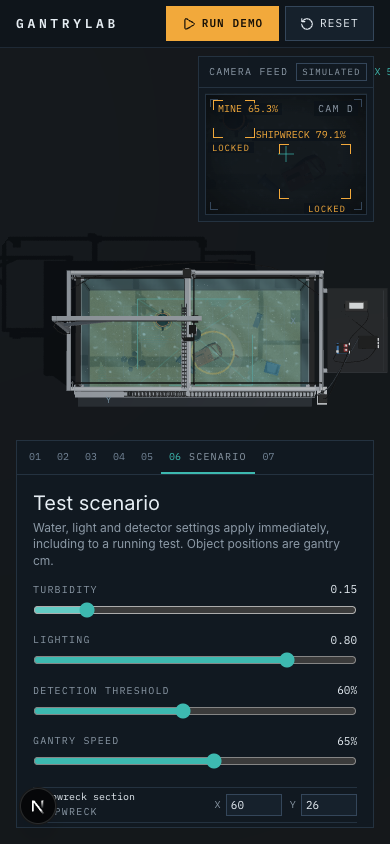 GANTRYLAB
RUN DEMO
RESET
CAMERA FEED
SIMULATED
X 5
MINE 65.3%
CAM D
SHIPWRECK 79.1%
LOCKED
LOCKED
Y
01 02 03 04 05 06 SCENARIO 07
Test scenario
Water, light and detector settings apply immediately,
including to a running test. Object positions are gantry
cm.
TURBIDITY 0.15
LIGHTING 0.80
DETECTION THRESHOLD 60%
GANTRY SPEED 65%
wreck section
PWRECK
X 60 Y 26
N